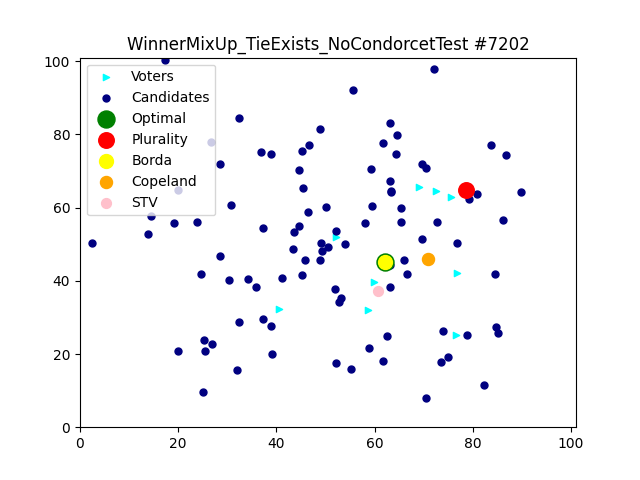 WinnerMixUp_TieExists_NoCondorcetTest #7202
Voters
Candidates
Optimal
Plurality
Borda
Copeland
STV
100
80
60
40
20
0
0 20 40 60 80 100